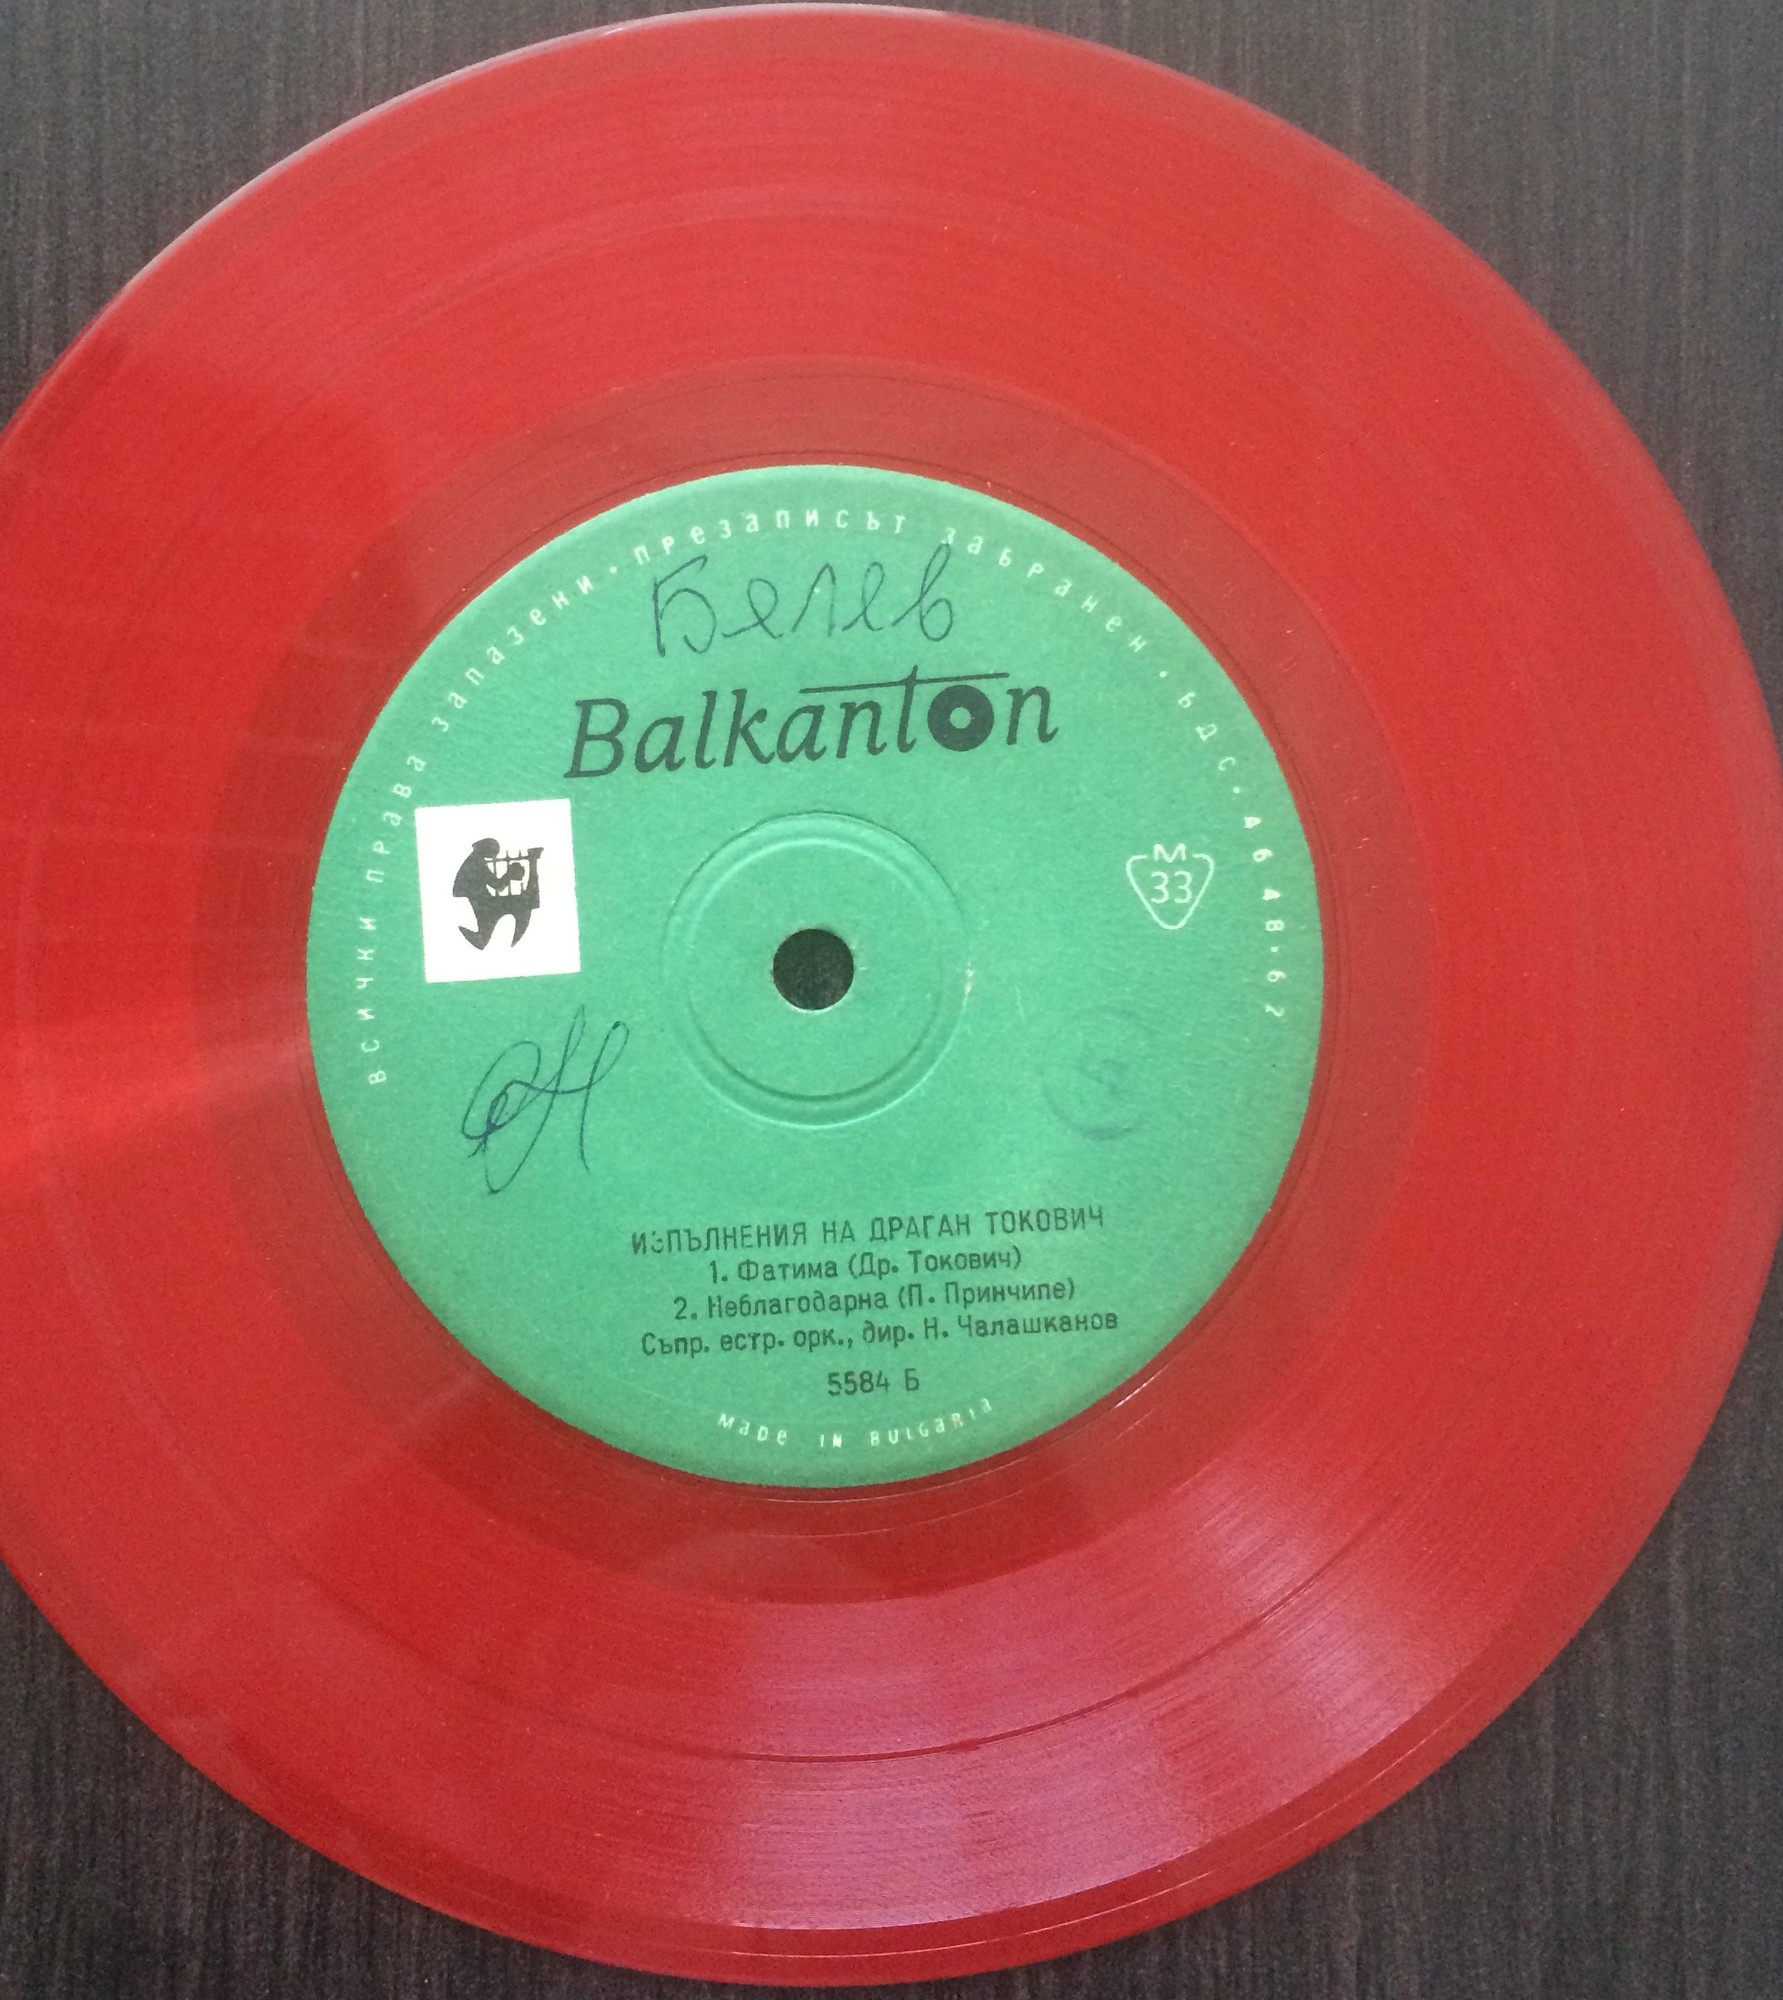 всички права запазени · презаписът забранен · БДС · 4648-62
Белев
Balkanton
М
33
ИЗПЪЛНЕНИЯ НА ДРАГАН ТОКОВИЧ
1. Фатима (Др. Токович)
2. Неблагодарна (П. Принчипе)
Съпр. естр. орк., дир. Н. Чалашканов
5584 Б
MaDe IN BULGaRIa